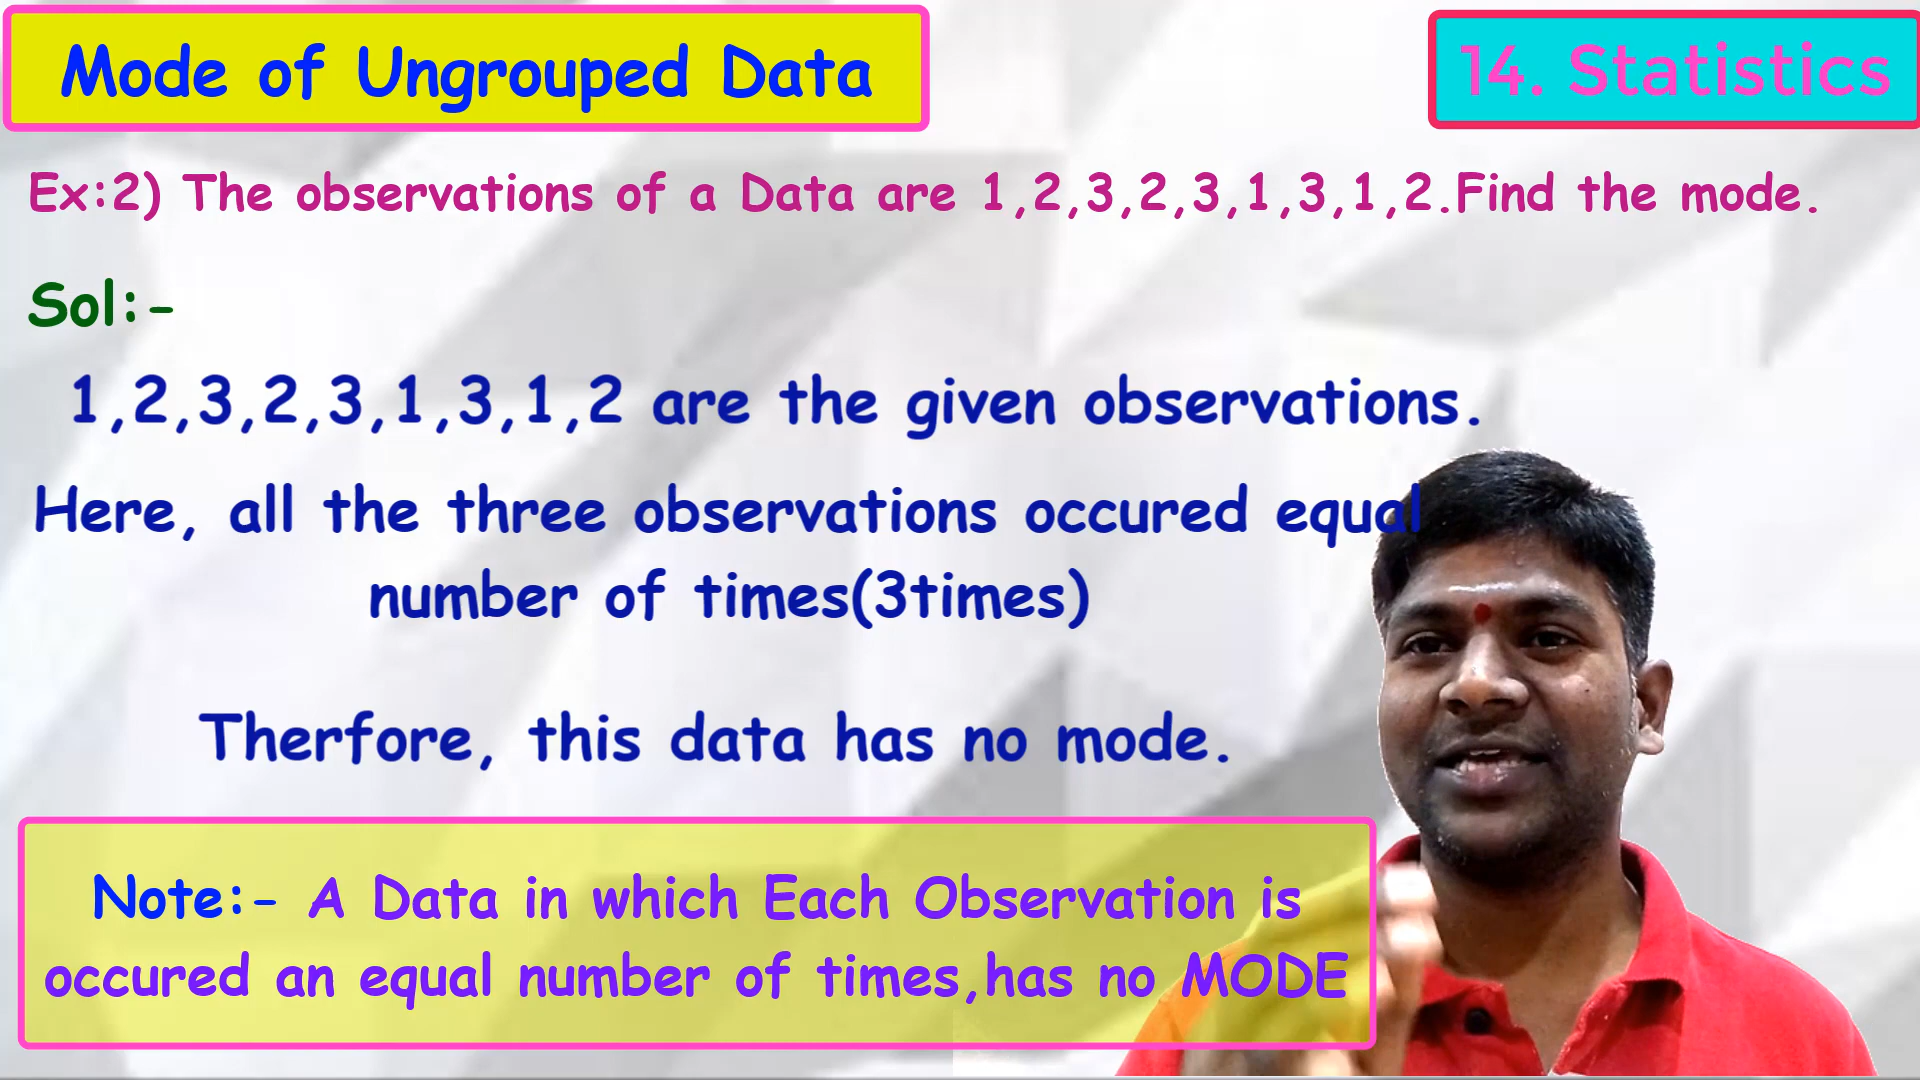 Mode of Ungrouped Data
14. Statistics
Ex:2) The observations of a Data are 1,2,3,2,3,1,3,1,2.Find the mode.
Sol:-
1,2,3,2,3,1,3,1,2 are the given observations.
Here, all the three observations occured equal
number of times(3times)
Therfore, this data has no mode.
Note:- A Data in which Each Observation is
occured an equal number of times,has no MODE